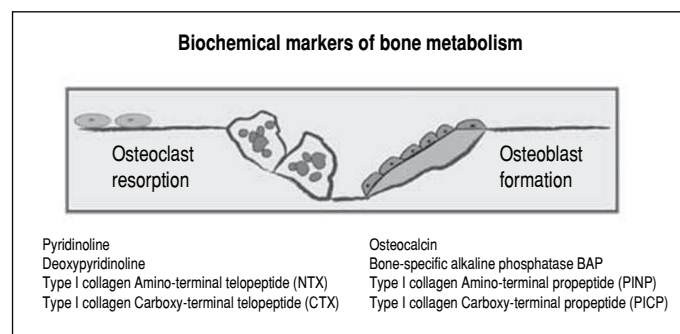 Biochemical markers of bone metabolism
Osteoclast
resorption
Osteoblast
formation
Pyridinoline
Deoxypyridinoline
Type I collagen Amino-terminal telopeptide (NTX)
Type I collagen Carboxy-terminal telopeptide (CTX)
Osteocalcin
Bone-specific alkaline phosphatase BAP
Type I collagen Amino-terminal propeptide (PINP)
Type I collagen Carboxy-terminal propeptide (PICP)